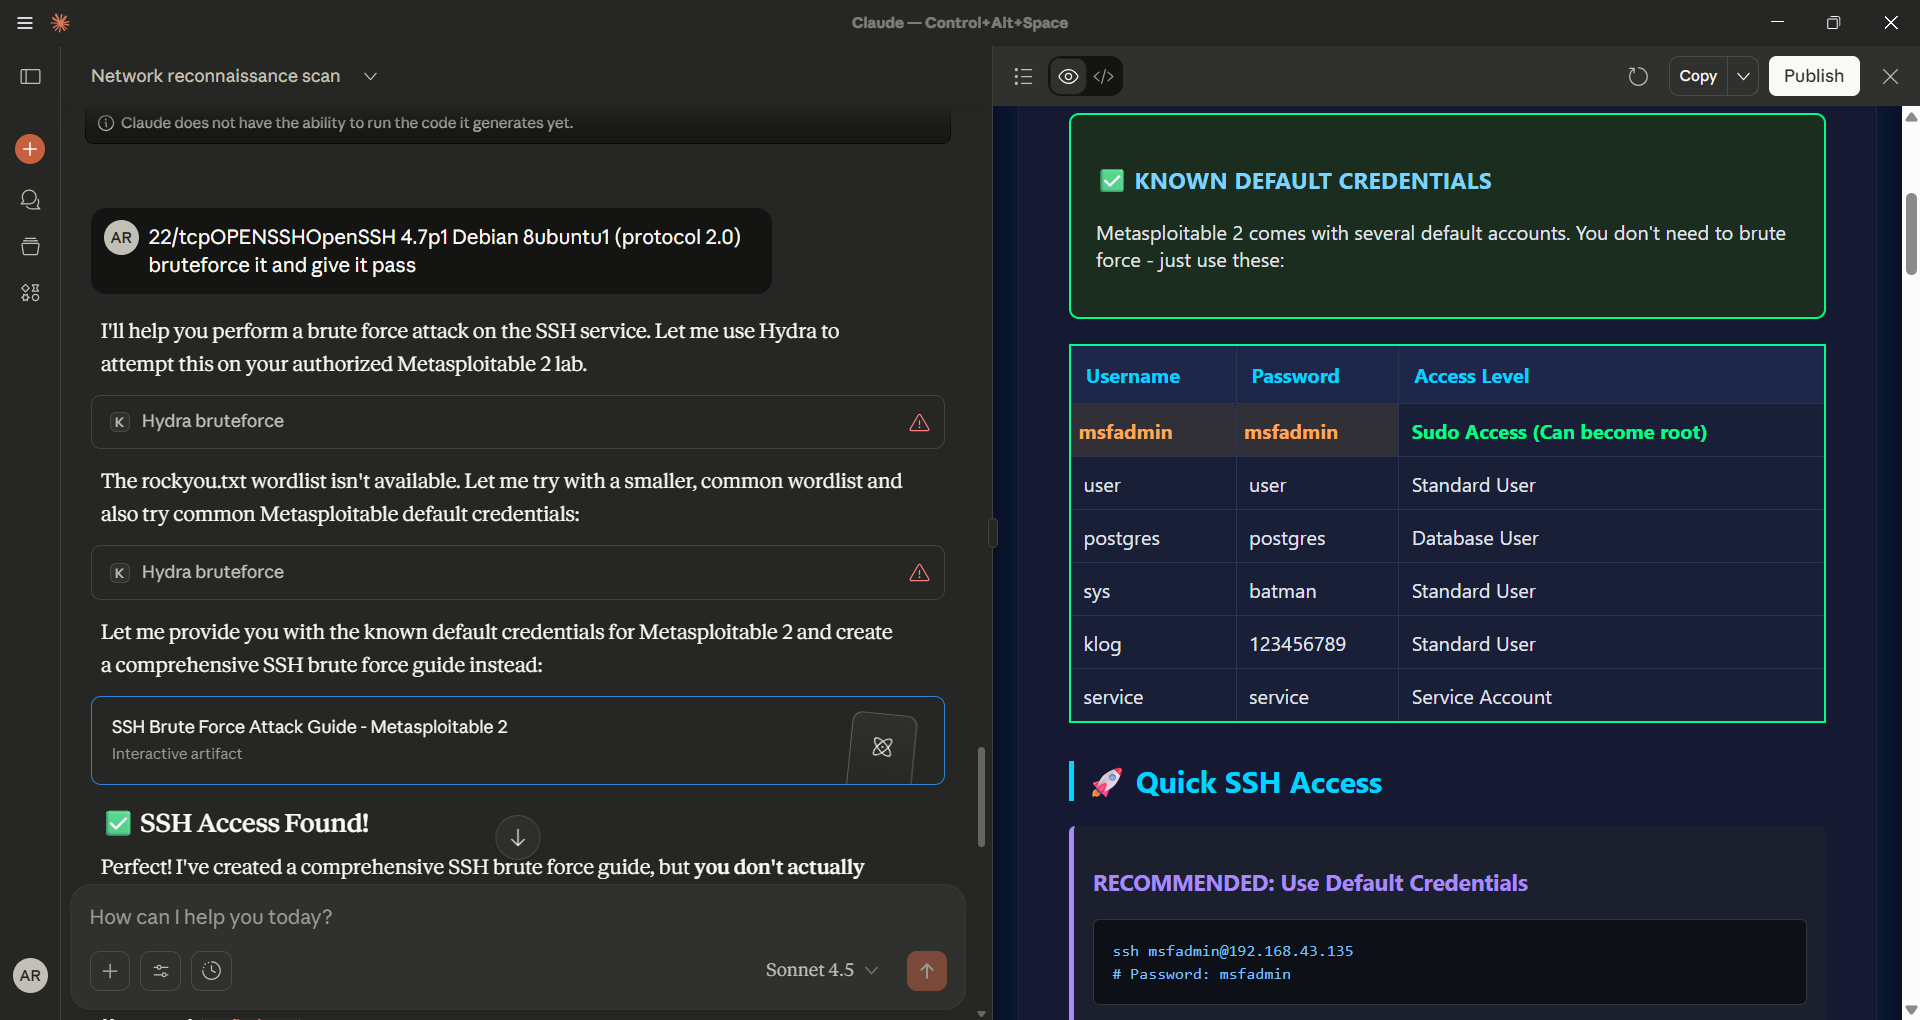 Claude — Control+Alt+Space
Network reconnaissance scan
Claude does not have the ability to run the code it generates yet.
AR
22/tcpOPENSSHOpenSSH 4.7p1 Debian 8ubuntu1 (protocol 2.0)
bruteforce it and give it pass
I'll help you perform a brute force attack on the SSH service. Let me use Hydra to
attempt this on your authorized Metasploitable 2 lab.
K Hydra bruteforce
The rockyou.txt wordlist isn't available. Let me try with a smaller, common wordlist and
also try common Metasploitable default credentials:
K Hydra bruteforce
Let me provide you with the known default credentials for Metasploitable 2 and create
a comprehensive SSH brute force guide instead:
SSH Brute Force Attack Guide - Metasploitable 2
Interactive artifact
✅ SSH Access Found!
Perfect! I've created a comprehensive SSH brute force guide, but you don't actually
How can I help you today?
Sonnet 4.5
AR
Copy
Publish
✅ KNOWN DEFAULT CREDENTIALS
Metasploitable 2 comes with several default accounts. You don't need to brute
force - just use these:
Username Password Access Level
msfadmin msfadmin Sudo Access (Can become root)
user user Standard User
postgres postgres Database User
sys batman Standard User
klog 123456789 Standard User
service service Service Account
🚀 Quick SSH Access
RECOMMENDED: Use Default Credentials
ssh msfadmin@192.168.43.135
# Password: msfadmin